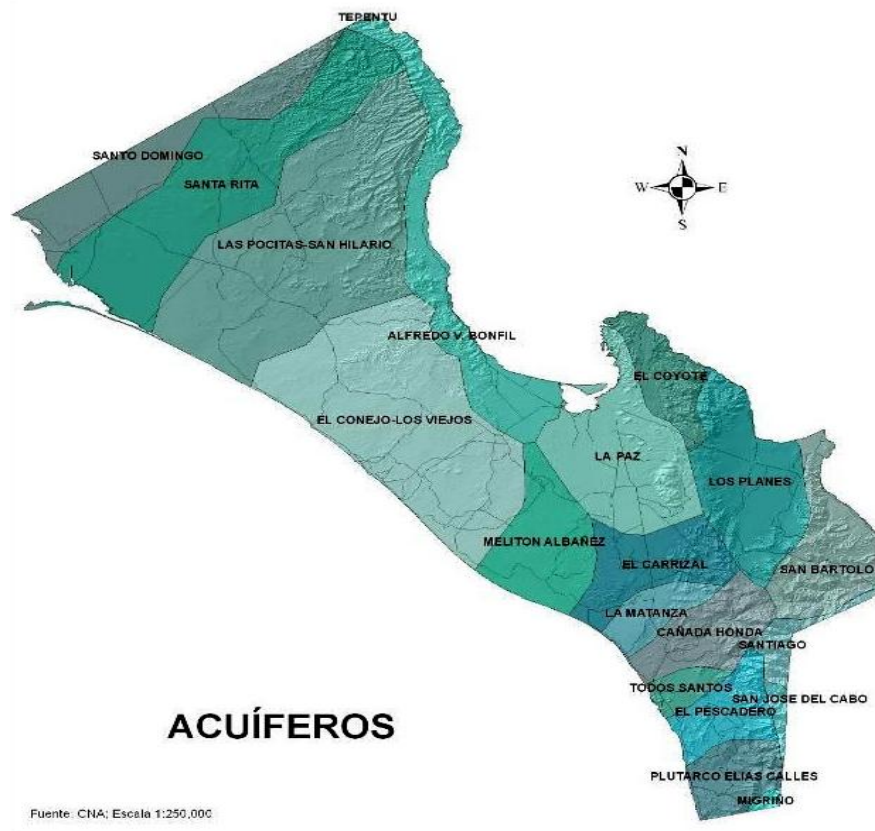 TEPENTU
SANTO DOMINGO
N
SANTA RITA
W
E
S
LAS POCITAS-SAN HILARIO
ALFREDO V. BONFIL
EL COYOTE
EL CONEJO-LOS VIEJOS
LA PAZ
LOS PLANES
MELITON ALBAÑEZ
EL CARRIZAL
SAN BARTOLO
LA MATANZA
CAÑADA HONDA
SANTIAGO
TODOS SANTOS
SAN JOSE DEL CABO
EL PESCADERO
ACUÍFEROS
PLUTARCO ELIAS CALLES
MIGRIÑO
Fuente: CNA; Escala 1:250,000